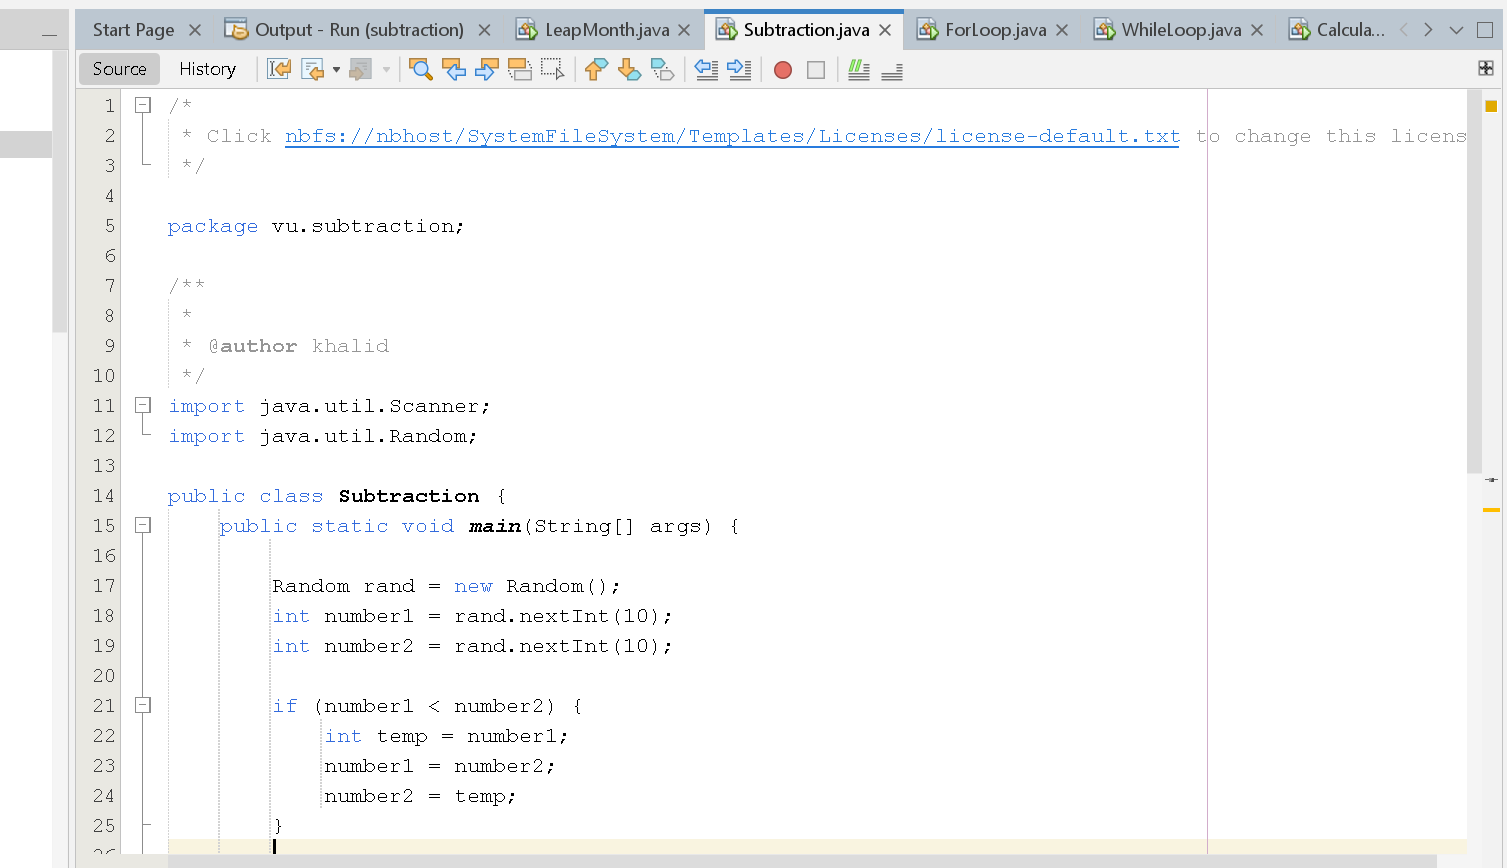 Start Page Output - Run (subtraction) LeapMonth.java Subtraction.java ForLoop.java WhileLoop.java Calcula...
Source History
1 /*
2 * Click nbfs://nbhost/SystemFileSystem/Templates/Licenses/license-default.txt to change this licens
3 */
4
5 package vu.subtraction;
6
7 /**
8 *
9 * @author khalid
10 */
11 import java.util.Scanner;
12 import java.util.Random;
13
14 public class Subtraction {
15 public static void main(String[] args) {
16
17 Random rand = new Random();
18 int number1 = rand.nextInt(10);
19 int number2 = rand.nextInt(10);
20
21 if (number1 < number2) {
22 int temp = number1;
23 number1 = number2;
24 number2 = temp;
25 }